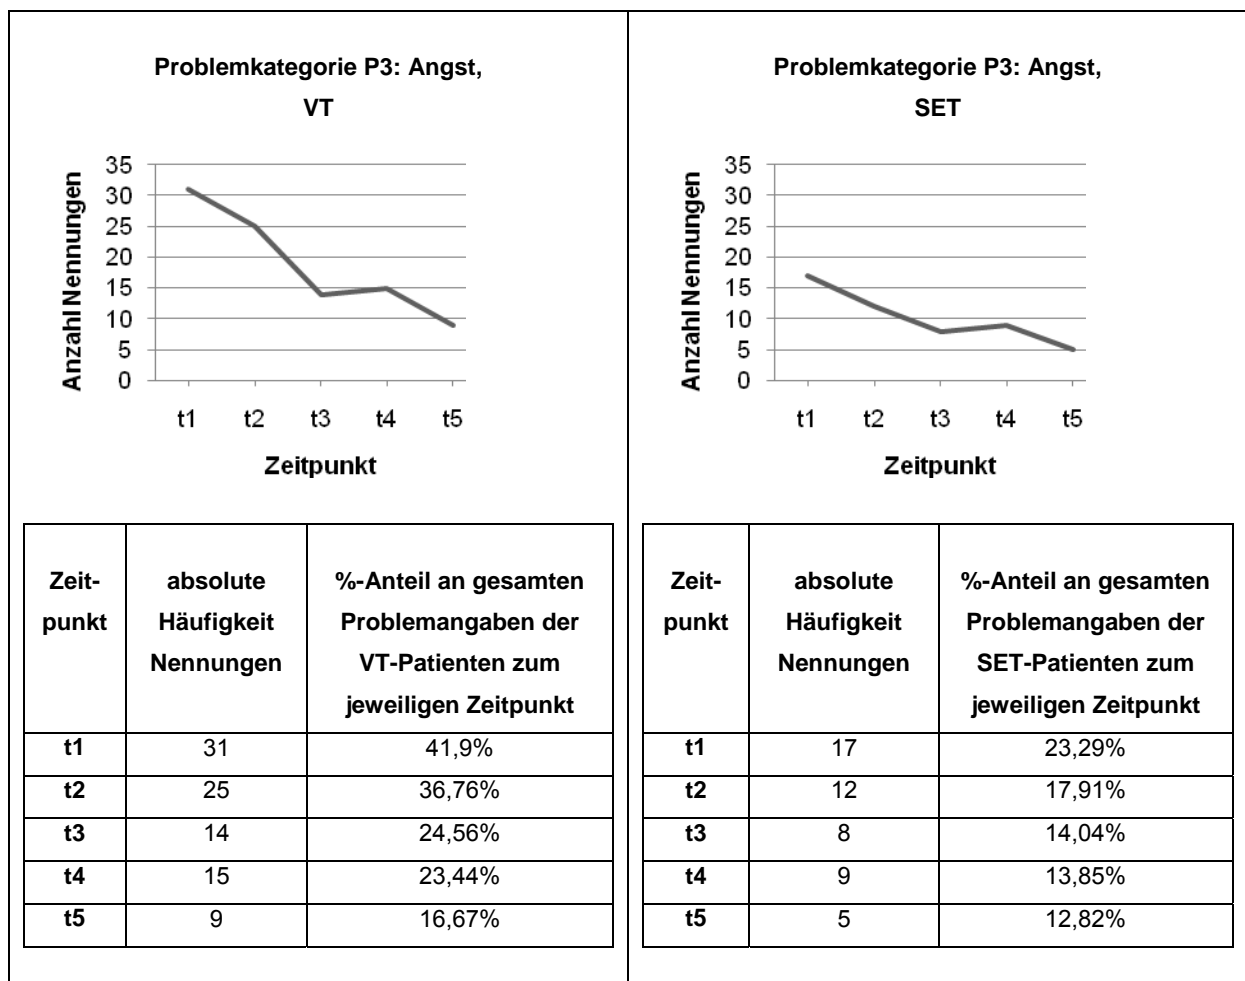 Problemkategorie P3: Angst,
VT
Anzahl Nennungen
35
30
25
20
15
10
5
0
t1 t2 t3 t4 t5
Zeitpunkt
Zeit-
punkt
absolute
Häufigkeit
Nennungen
%-Anteil an gesamten
Problemangaben der
VT-Patienten zum
jeweiligen Zeitpunkt
t1 31 41,9%
t2 25 36,76%
t3 14 24,56%
t4 15 23,44%
t5 9 16,67%
Problemkategorie P3: Angst,
SET
Anzahl Nennungen
35
30
25
20
15
10
5
0
t1 t2 t3 t4 t5
Zeitpunkt
Zeit-
punkt
absolute
Häufigkeit
Nennungen
%-Anteil an gesamten
Problemangaben der
SET-Patienten zum
jeweiligen Zeitpunkt
t1 17 23,29%
t2 12 17,91%
t3 8 14,04%
t4 9 13,85%
t5 5 12,82%